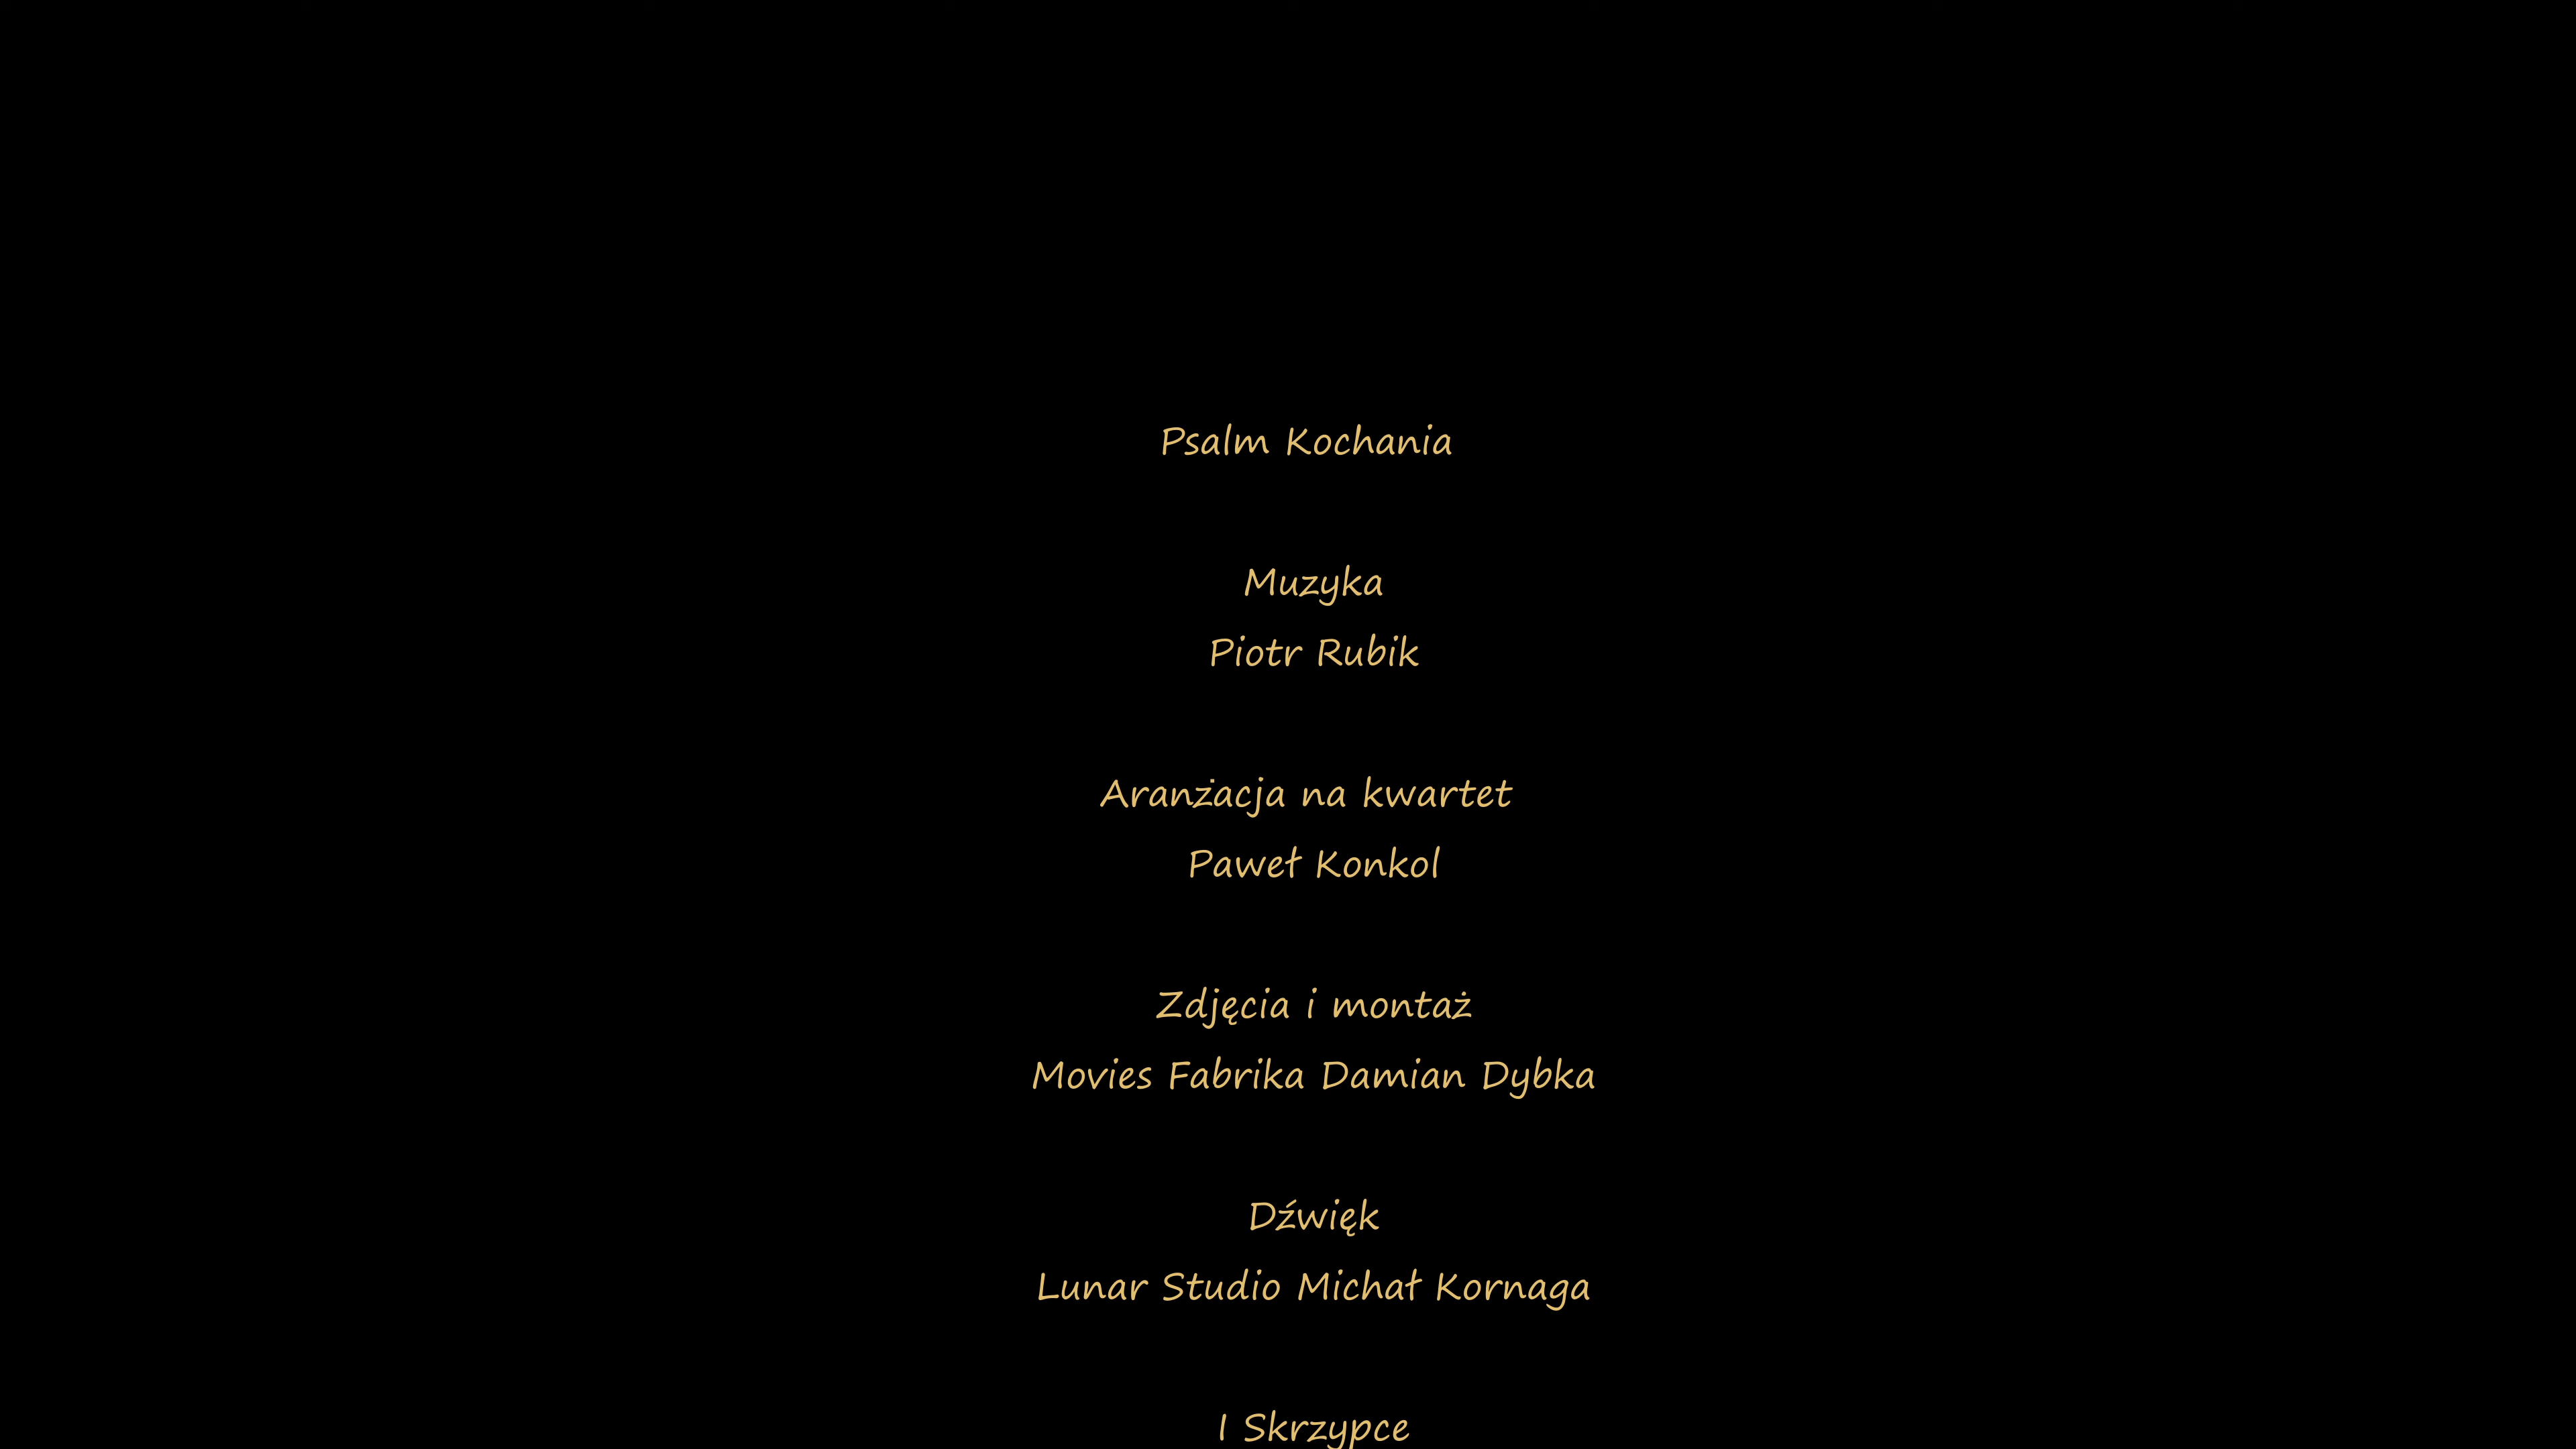 Psalm Kochania
Muzyka
Piotr Rubik
Aranżacja na kwartet
Paweł Konkol
Zdjęcia i montaż
Movies Fabrika Damian Dybka
Dźwięk
Lunar Studio Michał Kornaga
I Skrzypce